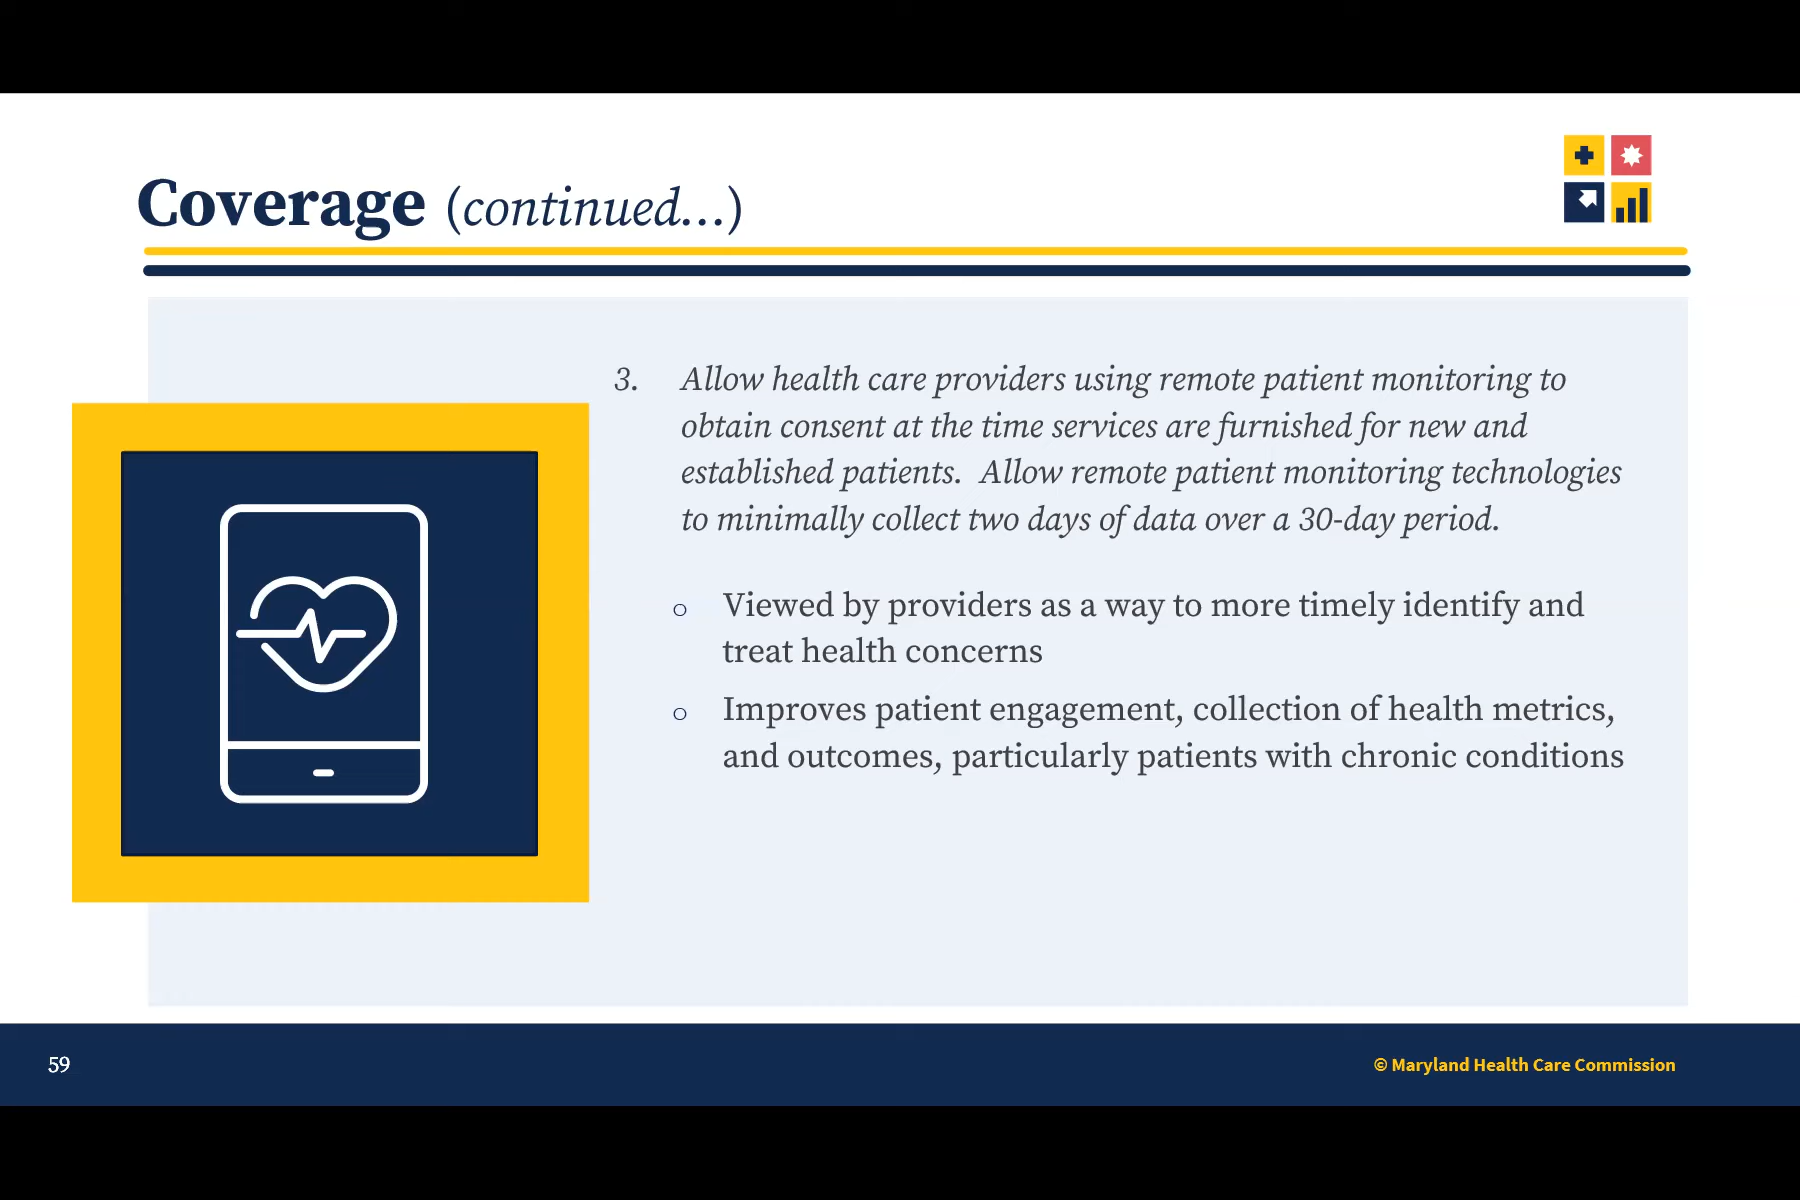 Coverage (continued...)
3. Allow health care providers using remote patient monitoring to
obtain consent at the time services are furnished for new and
established patients.  Allow remote patient monitoring technologies
to minimally collect two days of data over a 30-day period.
o Viewed by providers as a way to more timely identify and
treat health concerns
o Improves patient engagement, collection of health metrics,
and outcomes, particularly patients with chronic conditions
59
© Maryland Health Care Commission